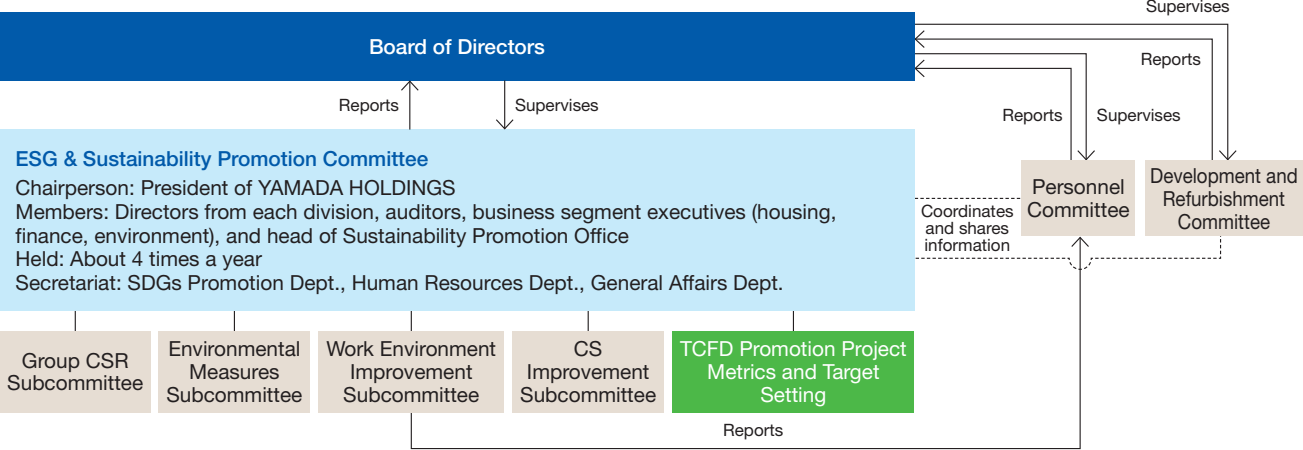 Supervises
Board of Directors
Reports
Reports
Supervises
Reports
Supervises
ESG & Sustainability Promotion Committee
Chairperson: President of YAMADA HOLDINGS
Members: Directors from each division, auditors, business segment executives (housing,
finance, environment), and head of Sustainability Promotion Office
Held: About 4 times a year
Secretariat: SDGs Promotion Dept., Human Resources Dept., General Affairs Dept.
Coordinates
and shares
information
Personnel
Committee
Development and
Refurbishment
Committee
Group CSR
Subcommittee
Environmental
Measures
Subcommittee
Work Environment
Improvement
Subcommittee
CS
Improvement
Subcommittee
TCFD Promotion Project
Metrics and Target
Setting
Reports